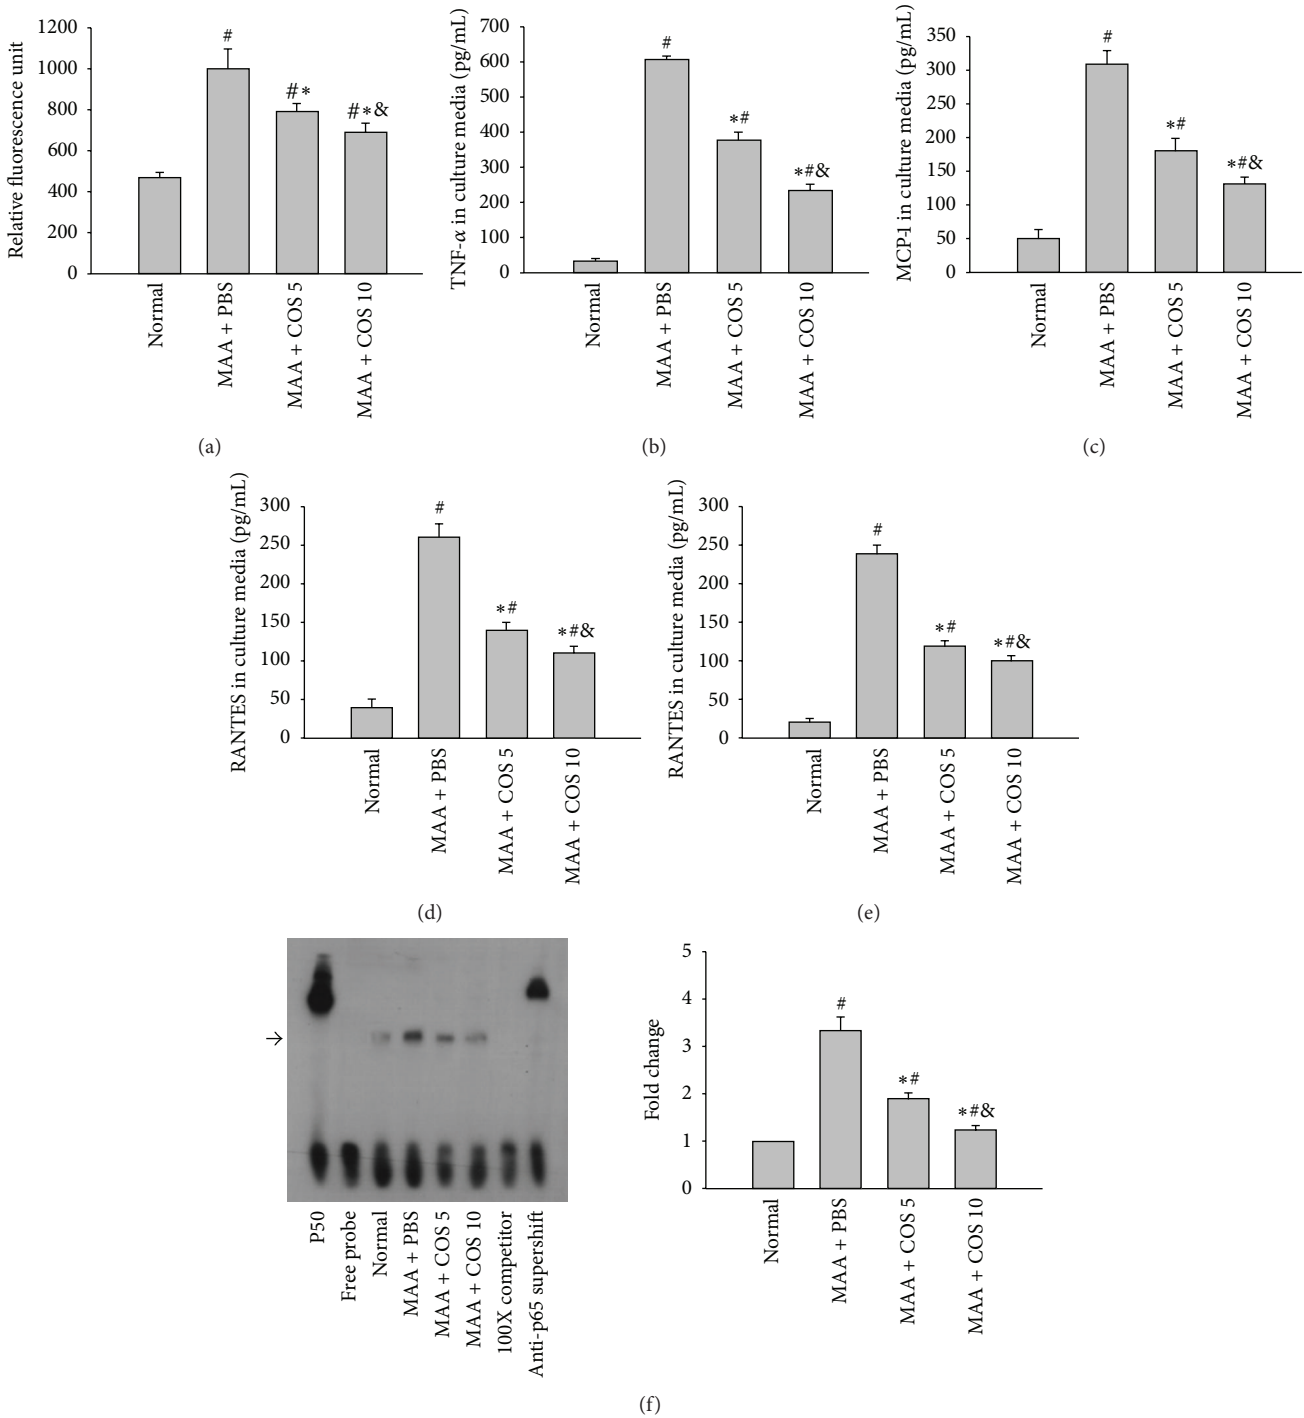 Relative fluorescence unit
1200
1000
800
600
400
200
0
#
#*
#*&
Normal
MAA + PBS
MAA + COS 5
MAA + COS 10
(a)
TNF-α in culture media (pg/mL)
700
600
500
400
300
200
100
0
#
*#
*#&
Normal
MAA + PBS
MAA + COS 5
MAA + COS 10
(b)
MCP-1 in culture media (pg/mL)
350
300
250
200
150
100
50
0
#
*#
*#&
Normal
MAA + PBS
MAA + COS 5
MAA + COS 10
(c)
RANTES in culture media (pg/mL)
300
250
200
150
100
50
0
#
*#
*#&
Normal
MAA + PBS
MAA + COS 5
MAA + COS 10
(d)
RANTES in culture media (pg/mL)
300
250
200
150
100
50
0
#
*#
*#&
Normal
MAA + PBS
MAA + COS 5
MAA + COS 10
(e)
→
P50
Free probe
Normal
MAA + PBS
MAA + COS 5
MAA + COS 10
100X competitor
Anti-p65 supershift
Fold change
5
4
3
2
1
0
#
*#
*#&
Normal
MAA + PBS
MAA + COS 5
MAA + COS 10
(f)